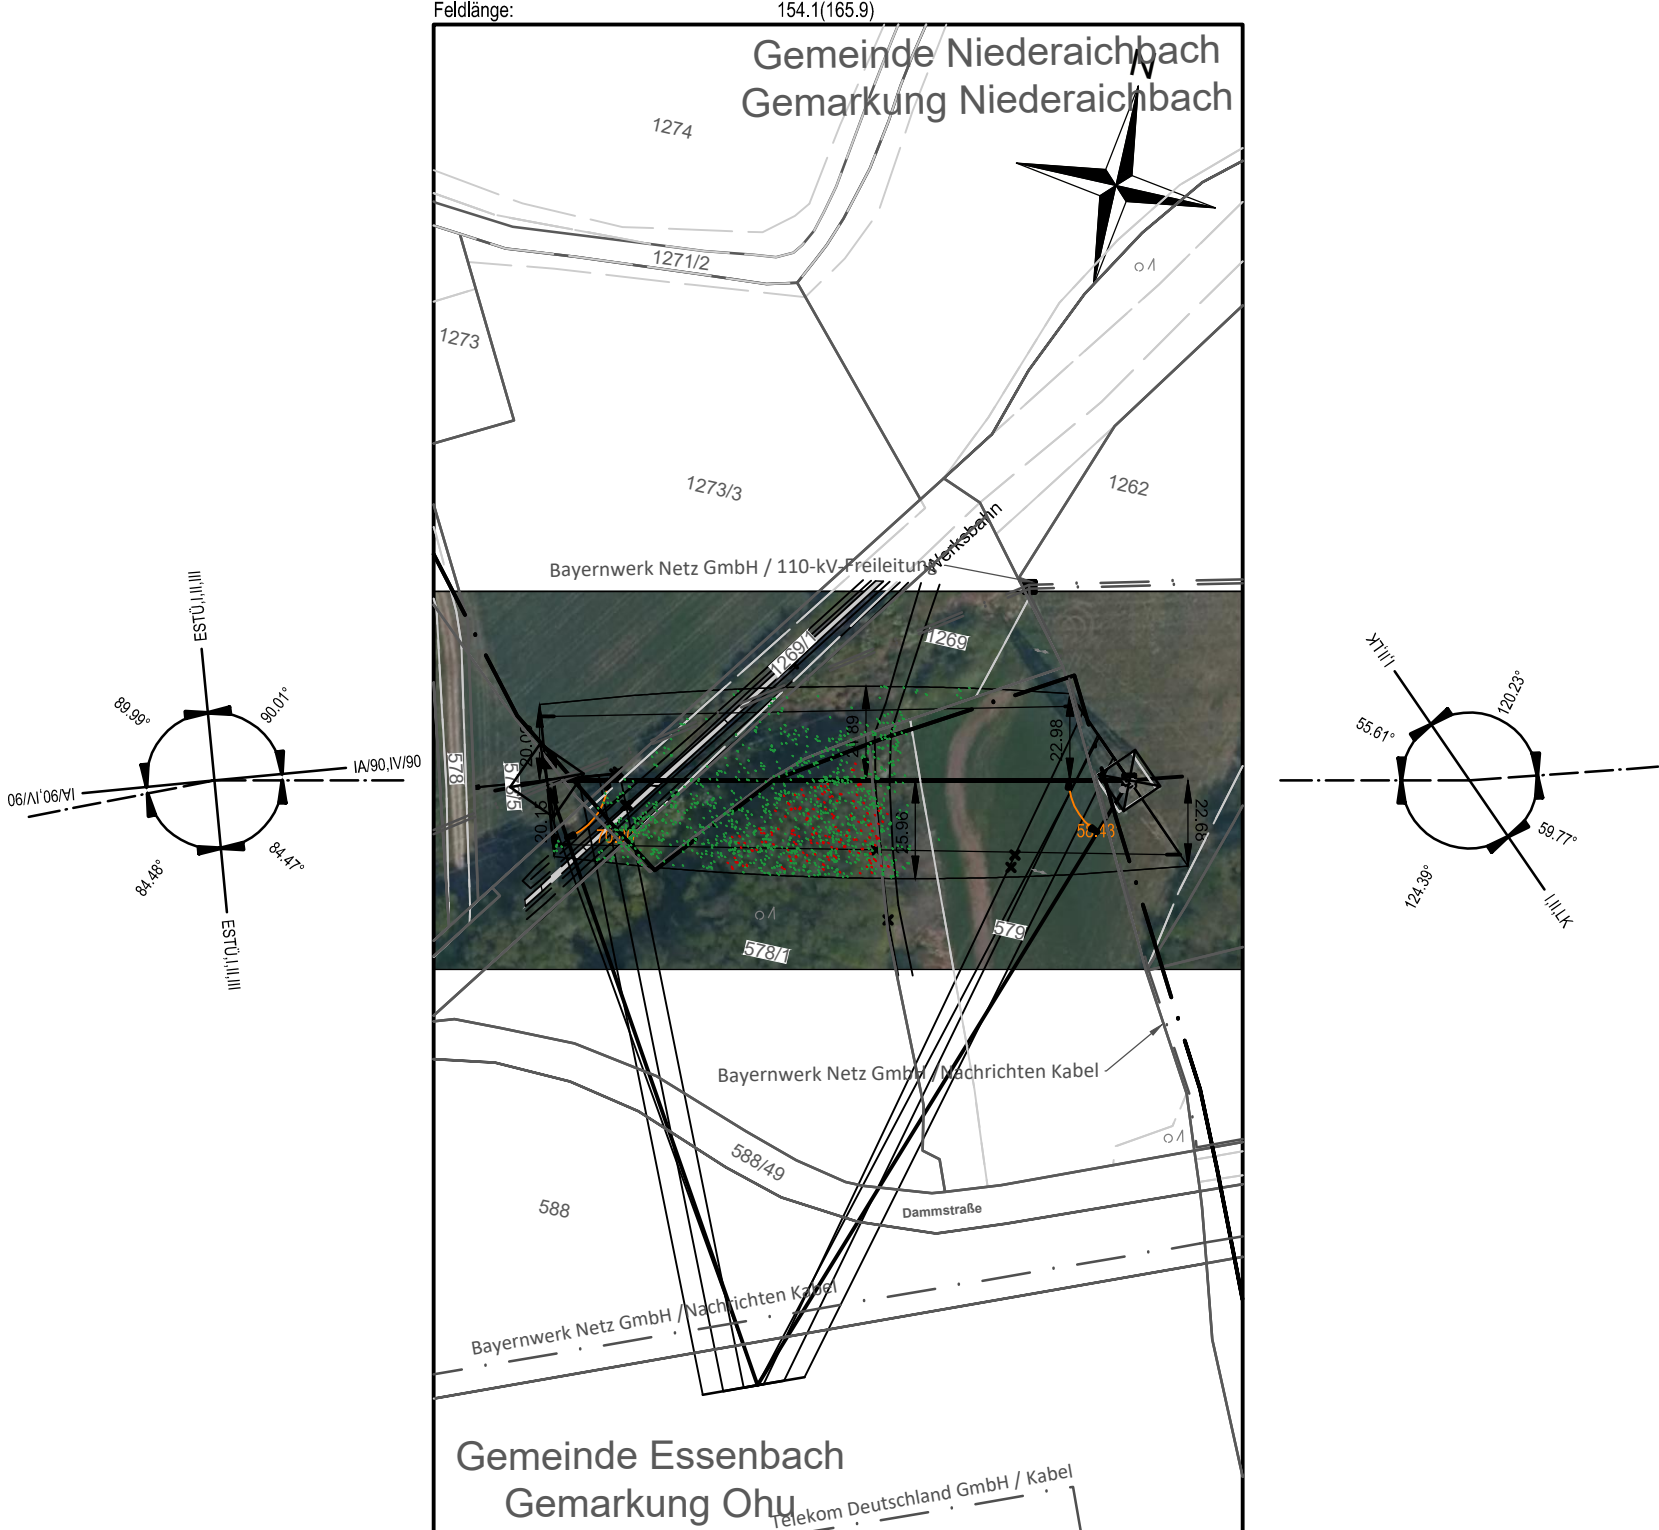 Feldlänge: 154.1(165.9)
Gemeinde Niederaichbach
Gemarkung Niederaichbach
N
1274
1271/2
1273
1273/3
1262
Werksbahn
Bayernwerk Netz GmbH / 110-kV-Freileitung
1269/1
1269
578
20.15
22.98
25.96
22.68
578/1
579
ESTÜ,I,II,III
89.99°
90.01°
IA/90,IV/90
IA/90,IV/90
84.48°
84.47°
ESTÜ,I,II,III
I,II,LK
120.23°
55.61°
59.77°
124.39°
I,II,LK
Bayernwerk Netz GmbH /Nachrichten Kabel
588/49
588
Dammstraße
Bayernwerk Netz GmbH /Nachrichten Kabel
Gemeinde Essenbach
Gemarkung Ohu
Telekom Deutschland GmbH / Kabel